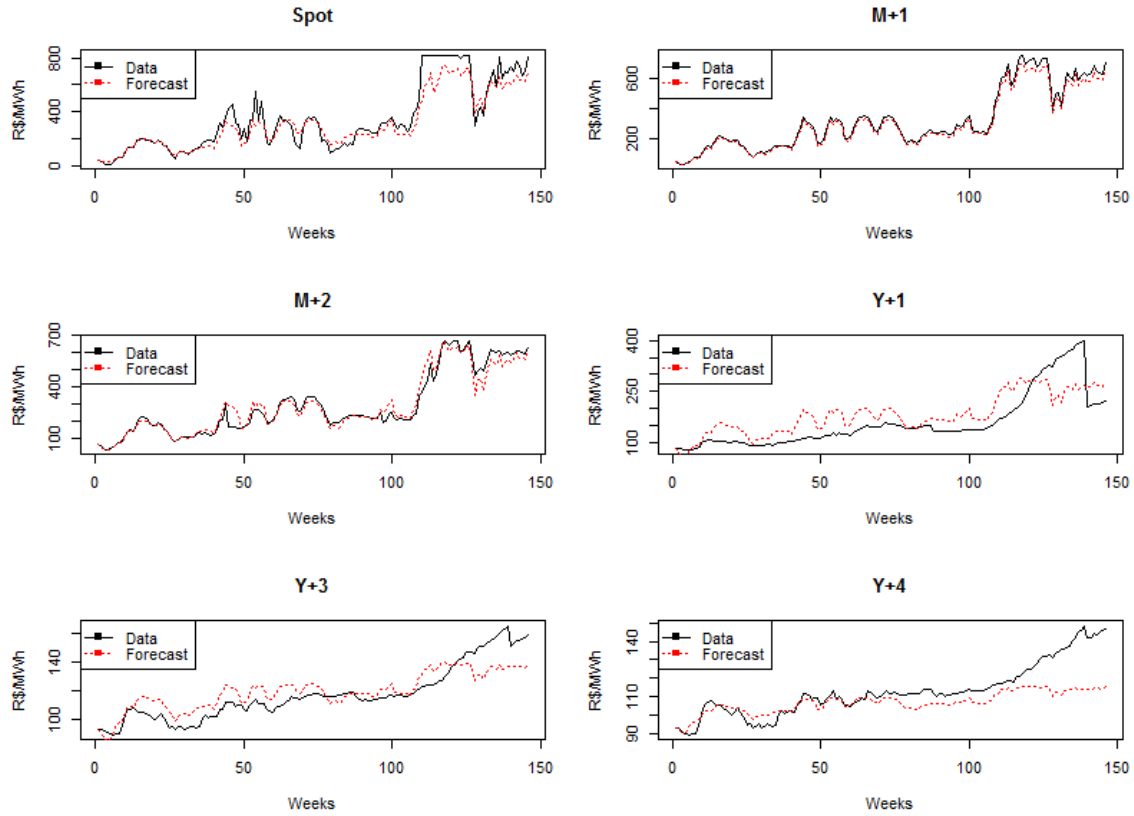 Spot
R$/MWh
800
400
0
Data
Forecast
0 50 100 150
Weeks
M+1
R$/MWh
600
200
Data
Forecast
0 50 100 150
Weeks
M+2
R$/MWh
700
400
100
Data
Forecast
0 50 100 150
Weeks
Y+1
R$/MWh
400
250
100
Data
Forecast
0 50 100 150
Weeks
Y+3
R$/MWh
140
100
Data
Forecast
0 50 100 150
Weeks
Y+4
R$/MWh
140
110
90
Data
Forecast
0 50 100 150
Weeks